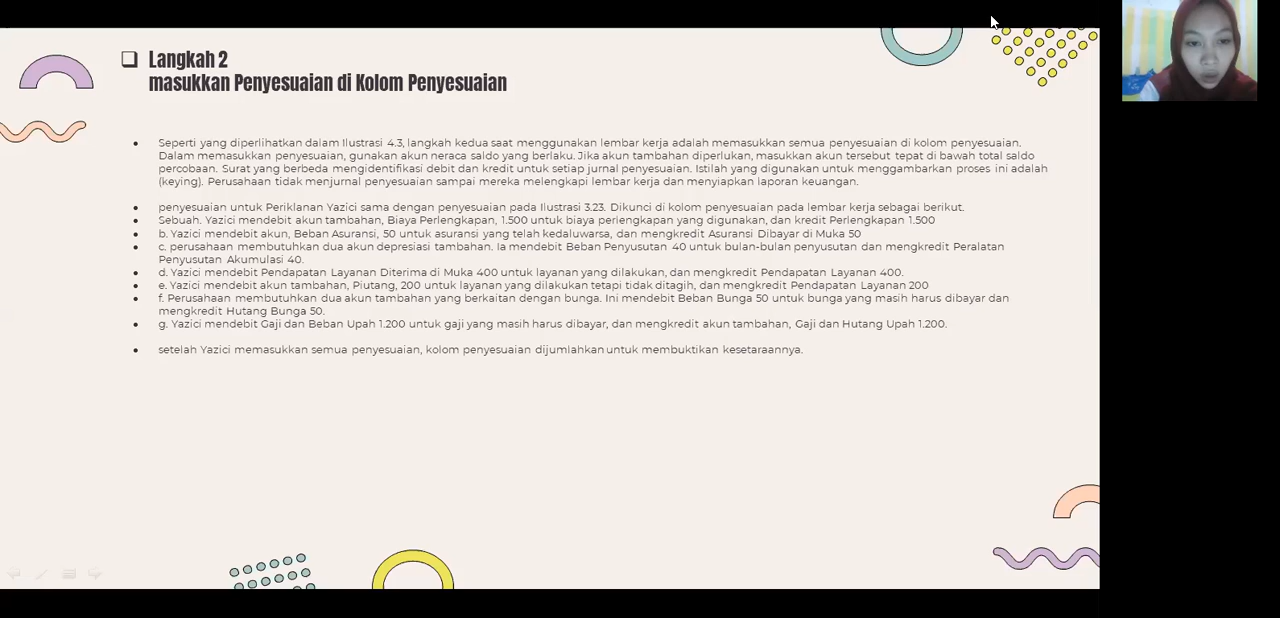 Langkah 2
masukkan Penyesuaian di Kolom Penyesuaian
Seperti yang diperlihatkan dalam Ilustrasi 4.3, langkah kedua saat menggunakan lembar kerja adalah memasukkan semua penyesuaian di kolom penyesuaian.
Dalam memasukkan penyesuaian, gunakan akun neraca saldo yang berlaku. Jika akun tambahan diperlukan, masukkan akun tersebut tepat di bawah total saldo
percobaan. Surat yang berbeda mengidentifikasi debit dan kredit untuk setiap jurnal penyesuaian. Istilah yang digunakan untuk menggambarkan proses ini adalah
(keying). Perusahaan tidak menjurnal penyesuaian sampai mereka melengkapi lembar kerja dan menyiapkan laporan keuangan.
penyesuaian untuk Periklanan Yazici sama dengan penyesuaian pada Ilustrasi 3.23. Dikunci di kolom penyesuaian pada lembar kerja sebagai berikut.
Sebuah. Yazici mendebit akun tambahan, Biaya Perlengkapan, 1.500 untuk biaya perlengkapan yang digunakan, dan kredit Perlengkapan 1.500
b. Yazici mendebit akun, Beban Asuransi, 50 untuk asuransi yang telah kedaluwarsa, dan mengkredit Asuransi Dibayar di Muka 50
c. perusahaan membutuhkan dua akun depresiasi tambahan. Ia mendebit Beban Penyusutan 40 untuk bulan-bulan penyusutan dan mengkredit Peralatan
Penyusutan Akumulasi 40.
d. Yazici mendebit Pendapatan Layanan Diterima di Muka 400 untuk layanan yang dilakukan, dan mengkredit Pendapatan Layanan 400.
e. Yazici mendebit akun tambahan, Piutang, 200 untuk layanan yang dilakukan tetapi tidak ditagih, dan mengkredit Pendapatan Layanan 200
f. Perusahaan membutuhkan dua akun tambahan yang berkaitan dengan bunga. Ini mendebit Beban Bunga 50 untuk bunga yang masih harus dibayar dan
mengkredit Hutang Bunga 50.
g. Yazici mendebit Gaji dan Beban Upah 1.200 untuk gaji yang masih harus dibayar, dan mengkredit akun tambahan, Gaji dan Hutang Upah 1.200.
setelah Yazici memasukkan semua penyesuaian, kolom penyesuaian dijumlahkan untuk membuktikan kesetaraannya.